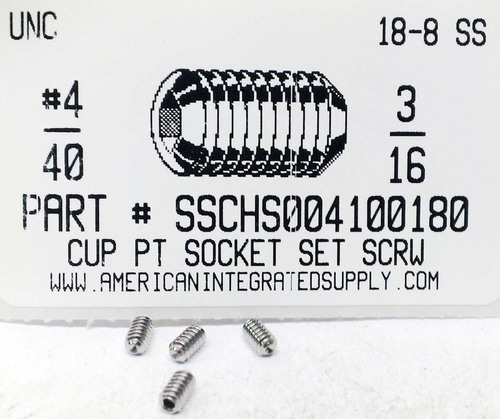 UNC 18-8 SS
#4/40 3/16
PART # SSCHS004100180
CUP PT SOCKET SET SCRW
WWW.AMERICANINTEGRATEDSUPPLY.COM